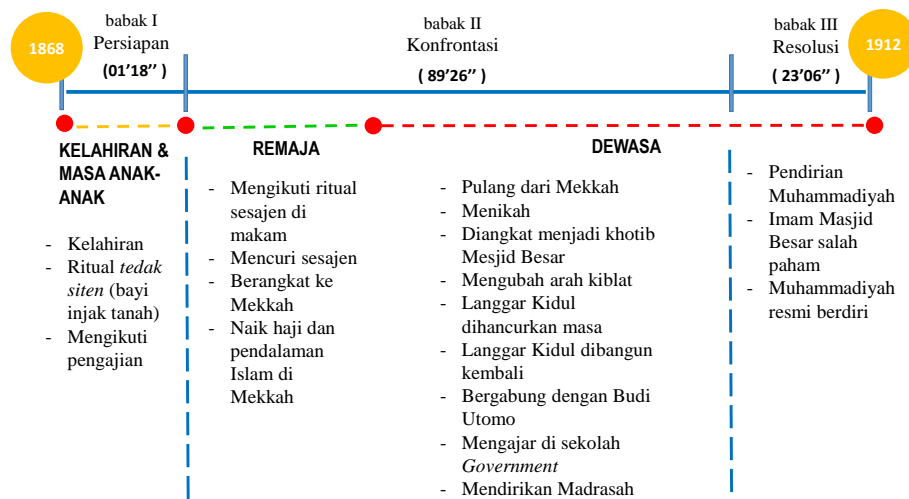 1868
babak I
Persiapan
(01'18'' )
babak II
Konfrontasi
( 89'26'' )
babak III
Resolusi
( 23'06'' )
1912
KELAHIRAN &
MASA ANAK-
ANAK
- Kelahiran
- Ritual tedak
siten (bayi
injak tanah)
- Mengikuti
pengajian
REMAJA
- Mengikuti ritual
sesajen di
makam
- Mencuri sesajen
- Berangkat ke
Mekkah
- Naik haji dan
pendalaman
Islam di
Mekkah
DEWASA
- Pulang dari Mekkah
- Menikah
- Diangkat menjadi khotib
Mesjid Besar
- Mengubah arah kiblat
- Langgar Kidul
dihancurkan masa
- Langgar Kidul dibangun
kembali
- Bergabung dengan Budi
Utomo
- Mengajar di sekolah
Government
- Mendirikan Madrasah
- Pendirian
Muhammadiyah
- Imam Masjid
Besar salah
paham
- Muhammadiyah
resmi berdiri